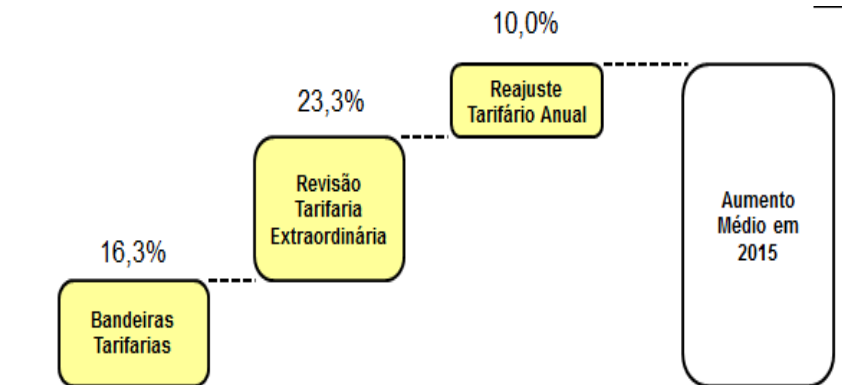 10,0%
Reajuste
Tarifário Anual
23,3%
Revisão
Tarifaria
Extraordinária
Aumento
Médio em
2015
16,3%
Bandeiras
Tarifarias